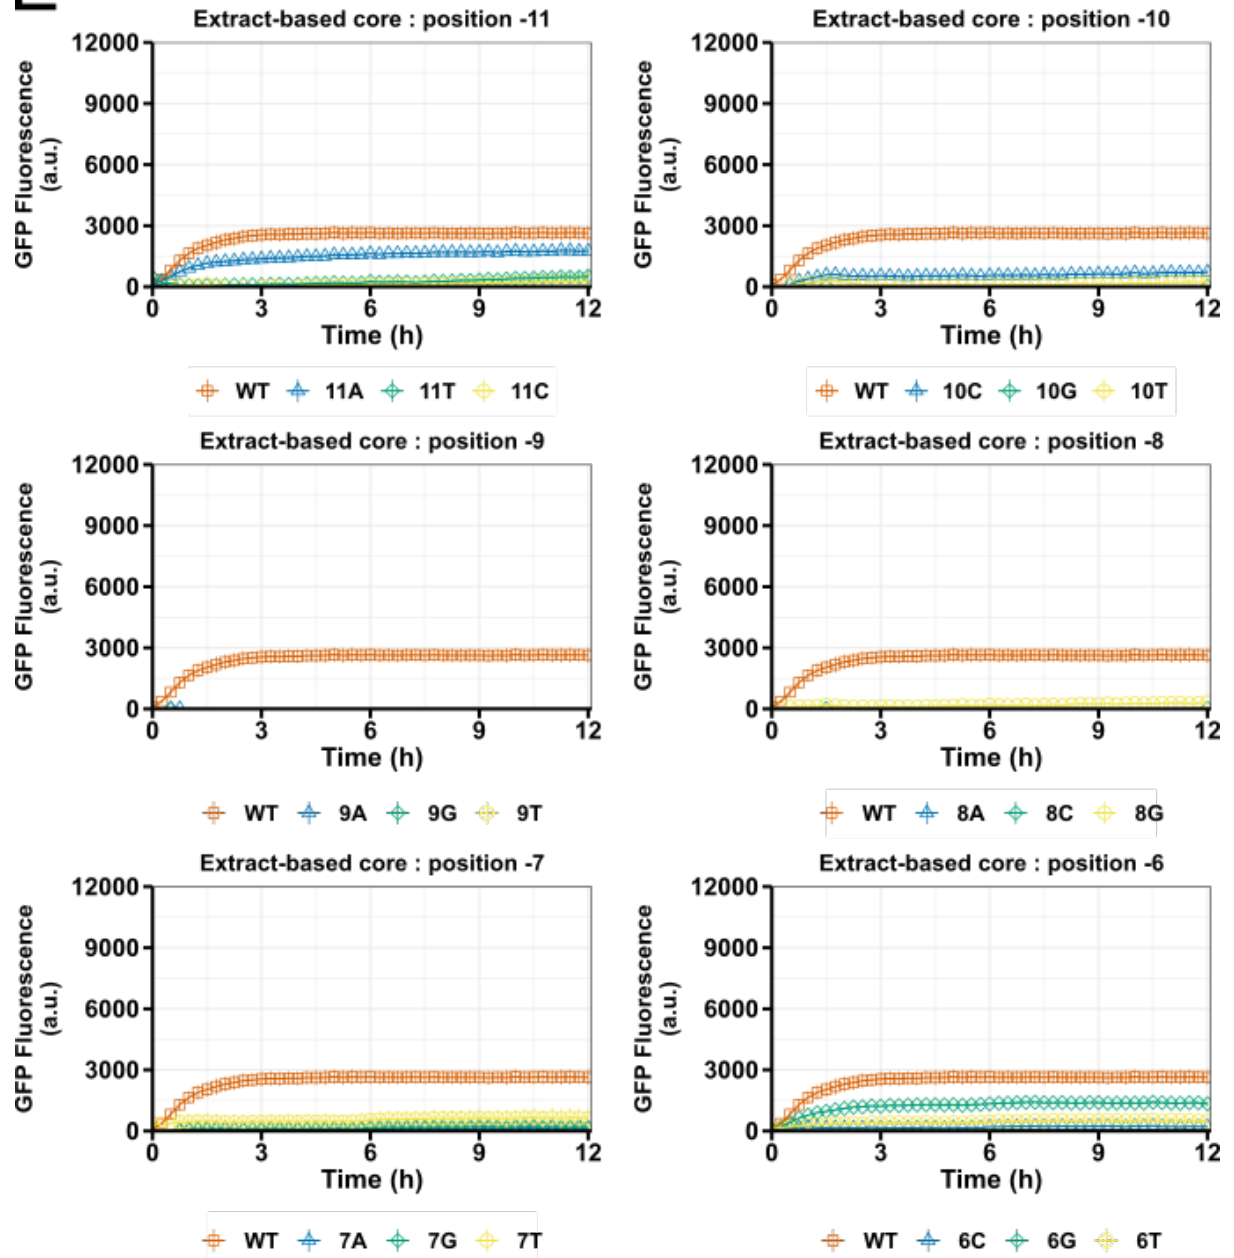 Extract-based core : position -11
GFP Fluorescence
(a.u.)
12000
9000
6000
3000
0
0 3 6 9 12
Time (h)
WT 11A 11T 11C
Extract-based core : position -10
GFP Fluorescence
(a.u.)
12000
9000
6000
3000
0
0 3 6 9 12
Time (h)
WT 10C 10G 10T
Extract-based core : position -9
GFP Fluorescence
(a.u.)
12000
9000
6000
3000
0
0 3 6 9 12
Time (h)
WT 9A 9G 9T
Extract-based core : position -8
GFP Fluorescence
(a.u.)
12000
9000
6000
3000
0
0 3 6 9 12
Time (h)
WT 8A 8C 8G
Extract-based core : position -7
GFP Fluorescence
(a.u.)
12000
9000
6000
3000
0
0 3 6 9 12
Time (h)
WT 7A 7G 7T
Extract-based core : position -6
GFP Fluorescence
(a.u.)
12000
9000
6000
3000
0
0 3 6 9 12
Time (h)
WT 6C 6G 6T